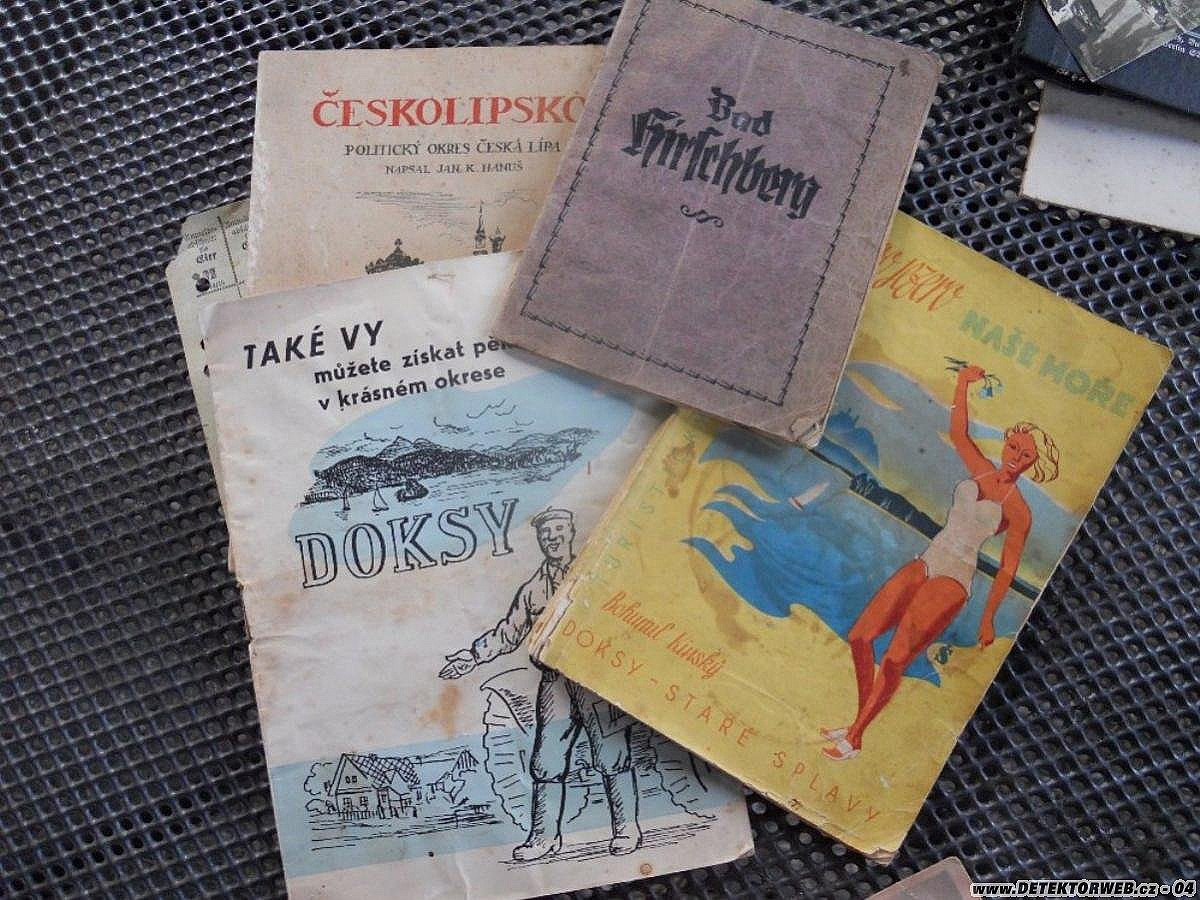 ČESKOLIPSKO
POLITICKÝ OKRES ČESKÁ LÍPA
NAPSAL JAN. K. HANUŠ
Bad
Hirschberg
TAKÉ VY
můžete získat
v krásném okrese
DOKSY
NAŠE MOŘE
Bohumil Kinský
DOKSY - STARÉ SPLAVY
Eier
www.DETEKTORWEB.cz - 04